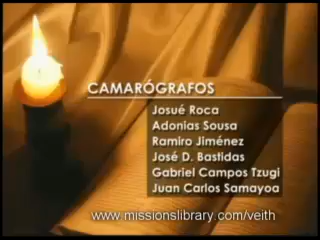 CAMARÓGRAFOS
Josué Roca
Adonias Sousa
Ramiro Jiménez
José D. Bastidas
Gabriel Campos Tzugi
Juan Carlos Samayoa
www.missionslibrary.com/veith